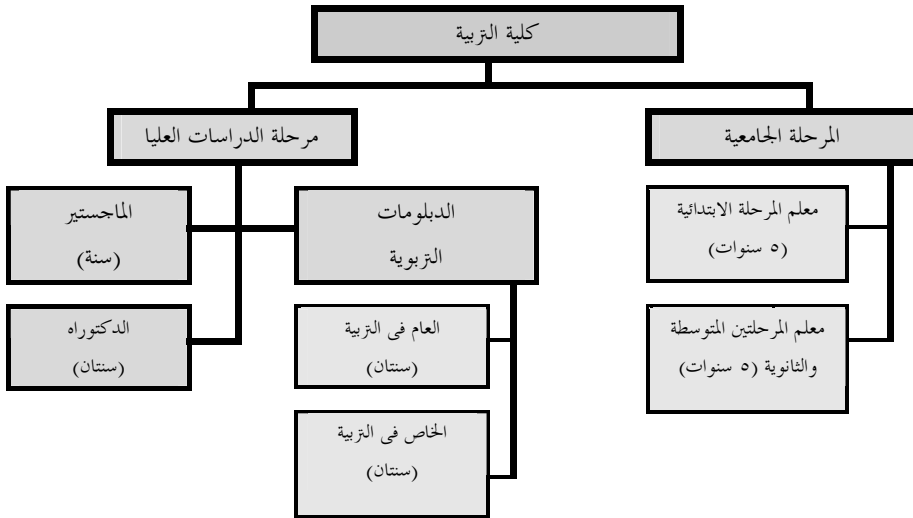 كلية التربية
المرحلة الجامعية
مرحلة الدراسات العليا
معلم المرحلة الابتدائية
(٥ سنوات)
معلم المرحلتين المتوسطة
والثانوية (٥ سنوات)
الدبلومات
التربوية
العام فى التربية
(سنتان)
الخاص فى التربية
(سنتان)
الماجستير
(سنة)
الدكتوراه
(سنتان)